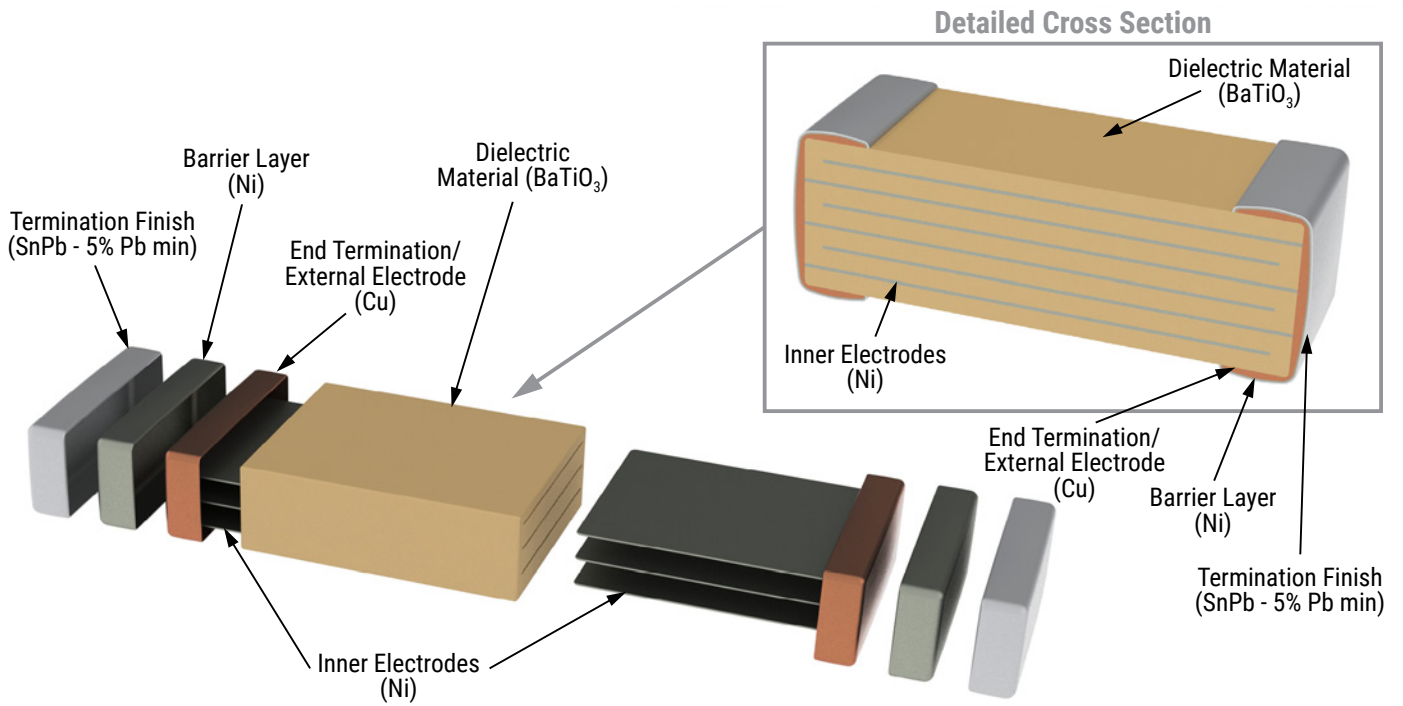 Detailed Cross Section
Dielectric Material
(BaTiO₃)
Inner Electrodes
(Ni)
End Termination/
External Electrode
(Cu)
Barrier Layer
(Ni)
Termination Finish
(SnPb - 5% Pb min)
Barrier Layer
(Ni)
Dielectric
Material (BaTiO₃)
Termination Finish
(SnPb - 5% Pb min)
End Termination/
External Electrode
(Cu)
Inner Electrodes
(Ni)